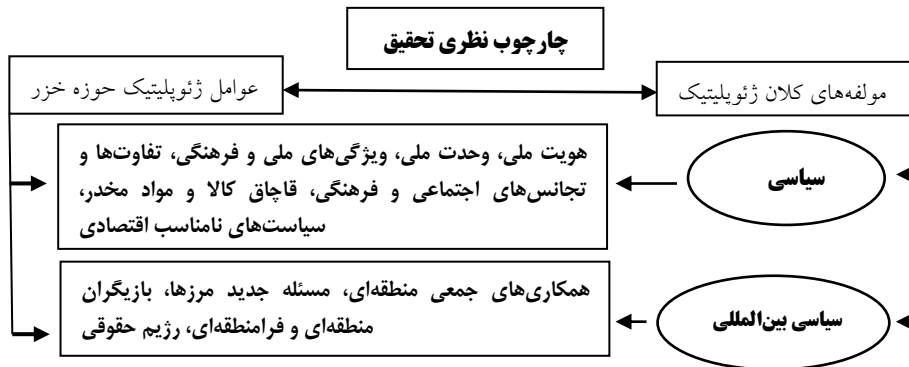 چارچوب نظری تحقیق
مولفه‌های کلان ژئوپلیتیک
عوامل ژئوپلیتیک حوزه خزر
سیاسی
هویت ملی، وحدت ملی، ویژگی‌های ملی و فرهنگی، تفاوت‌ها و
تجانس‌های اجتماعی و فرهنگی، قاچاق کالا و مواد مخدر،
سیاست‌های نامناسب اقتصادی
سیاسی بین‌المللی
همکاری‌های جمعی منطقه‌ای، مسئله جدید مرزها، بازیگران
منطقه‌ای و فرامنطقه‌ای، رژیم حقوقی